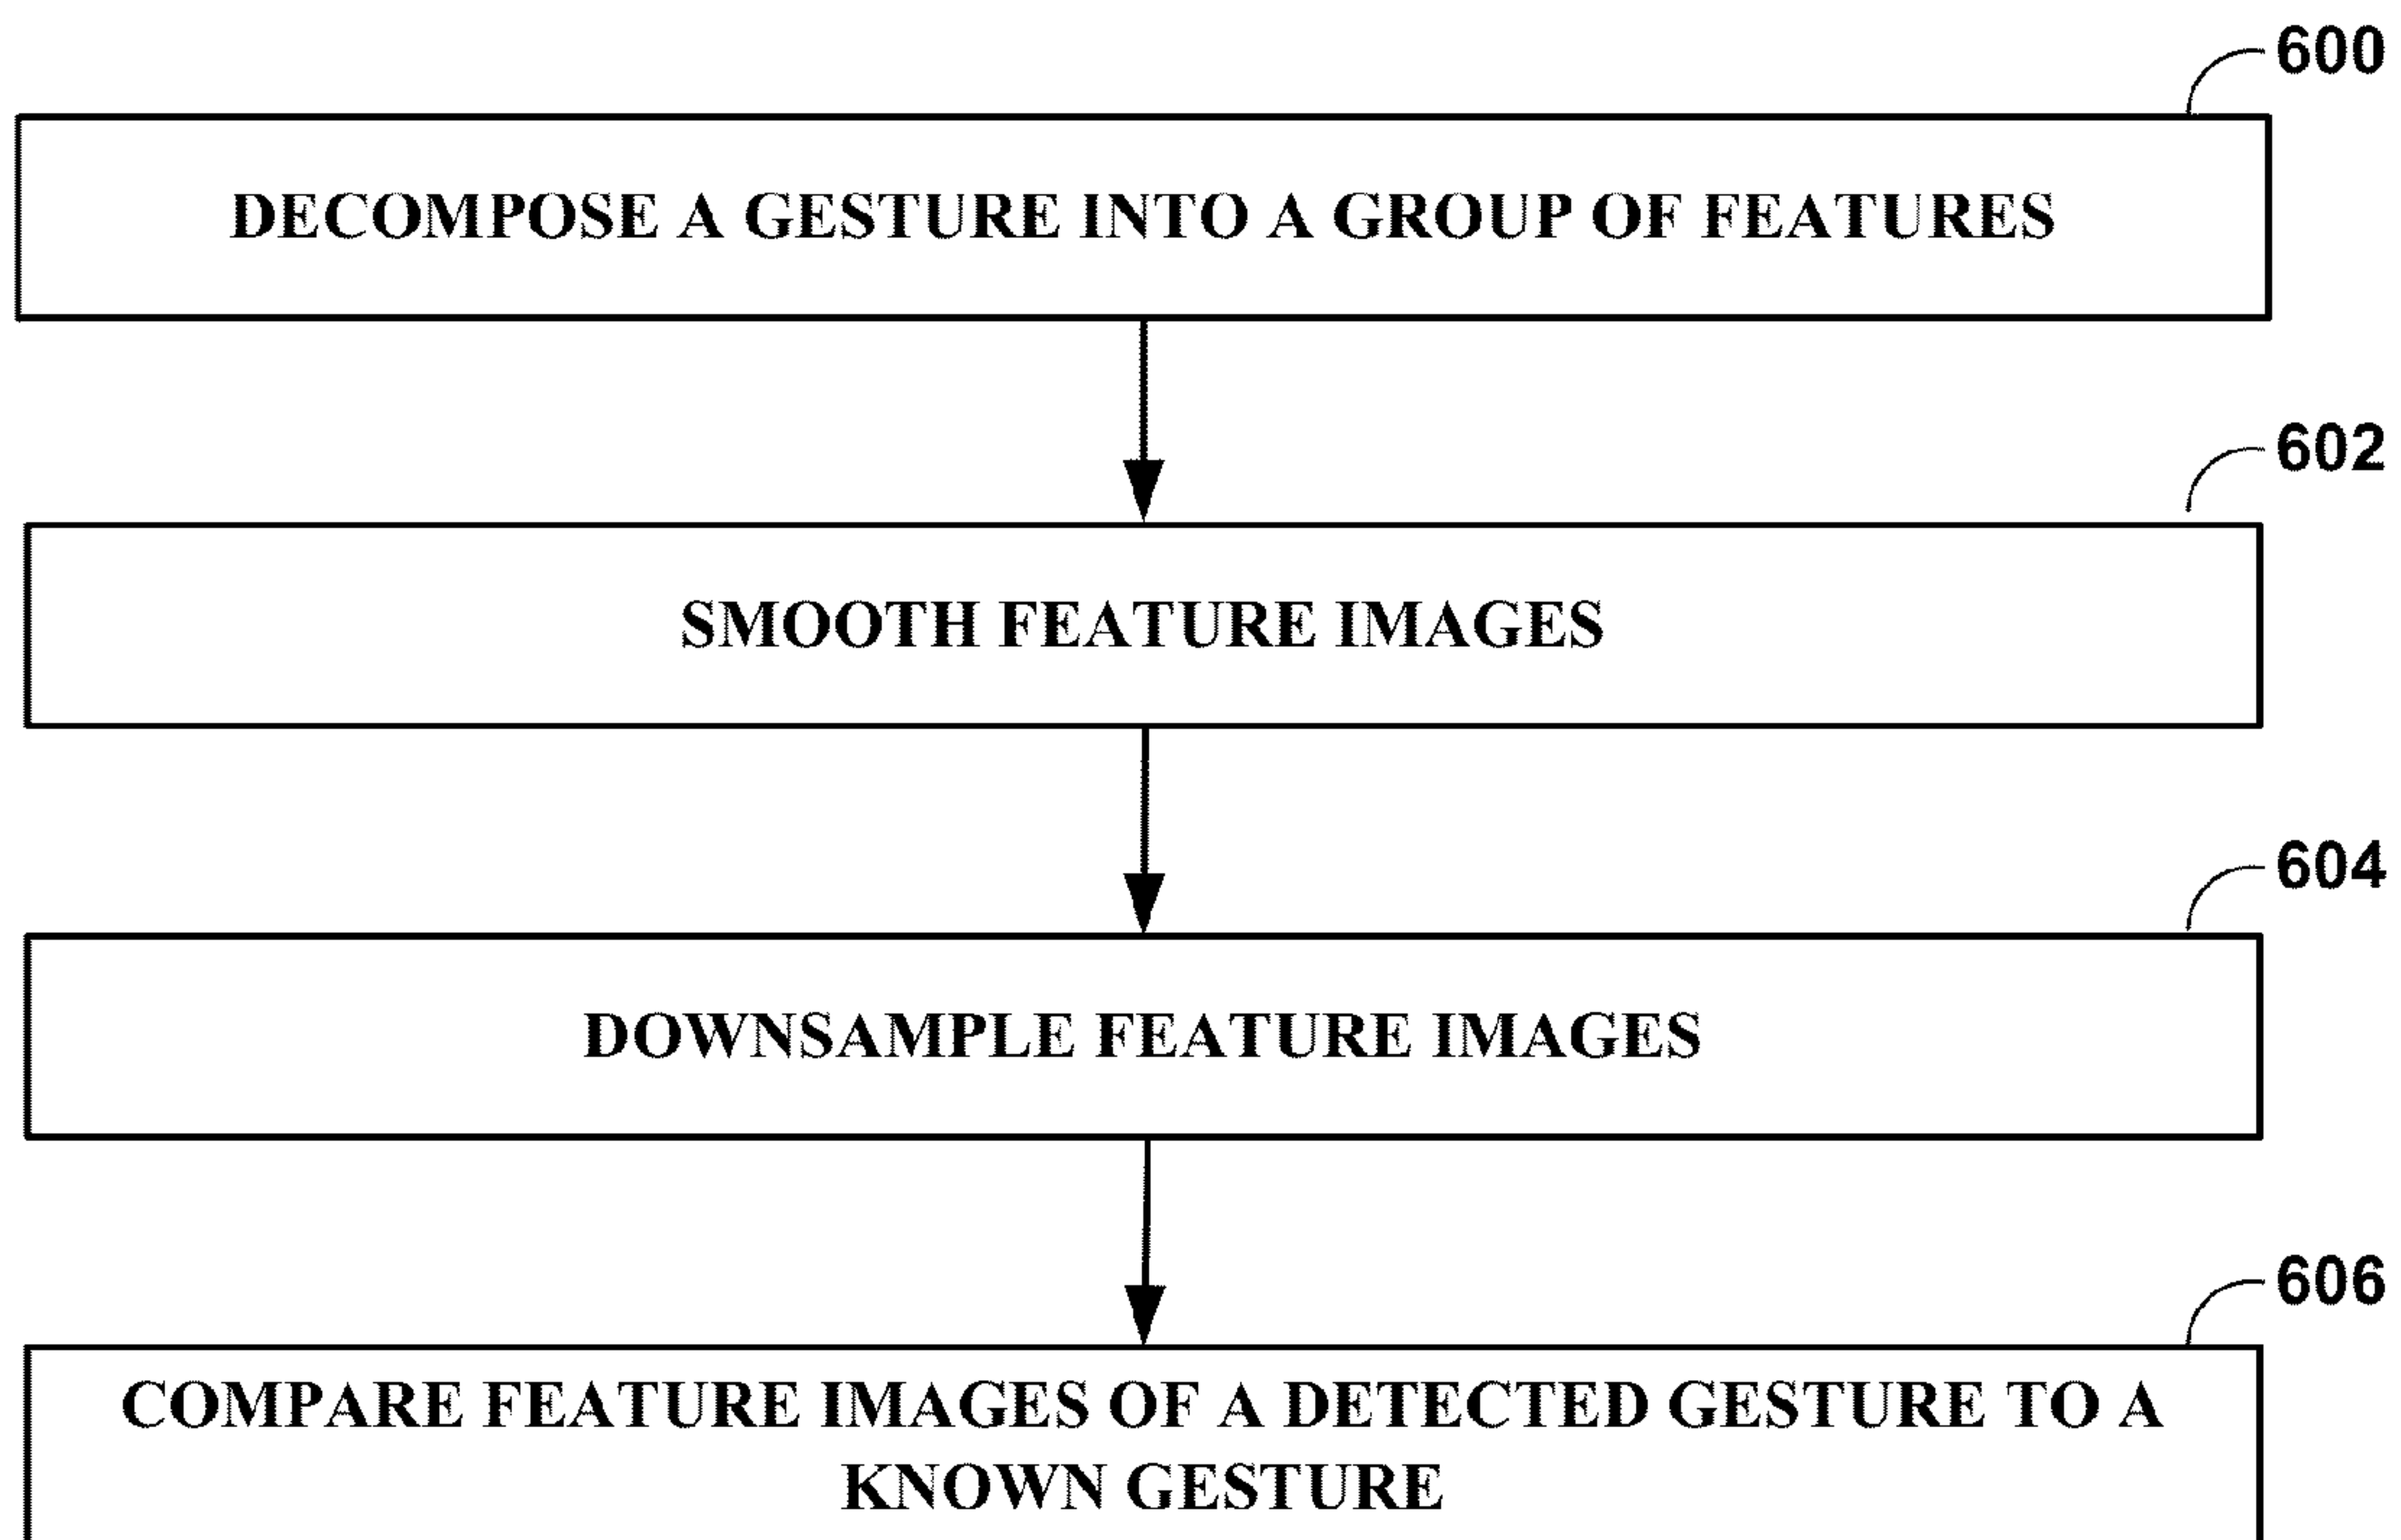 600
DECOMPOSE A GESTURE INTO A GROUP OF FEATURES
602
SMOOTH FEATURE IMAGES
604
DOWNSAMPLE FEATURE IMAGES
606
COMPARE FEATURE IMAGES OF A DETECTED GESTURE TO A
KNOWN GESTURE